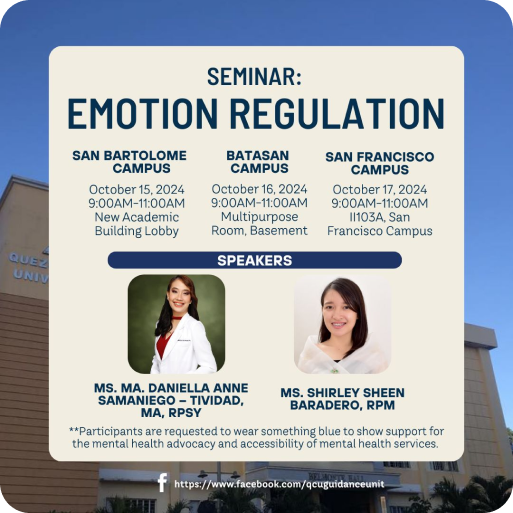 SEMINAR:
EMOTION REGULATION
SAN BARTOLOME
CAMPUS
October 15, 2024
9:00AM-11:00AM
New Academic
Building Lobby
BATASAN
CAMPUS
October 16, 2024
9:00AM-11:00AM
Multipurpose
Room, Basement
SAN FRANCISCO
CAMPUS
October 17, 2024
9:00AM-11:00AM
II103A, San
Francisco Campus
SPEAKERS
MS. MA. DANIELLA ANNE
SAMANIEGO – TIVIDAD,
MA, RPSY
MS. SHIRLEY SHEEN
BARADERO, RPM
**Participants are requested to wear something blue to show support for
the mental health advocacy and accessibility of mental health services.
f https://www.facebook.com/qcuguidanceunit